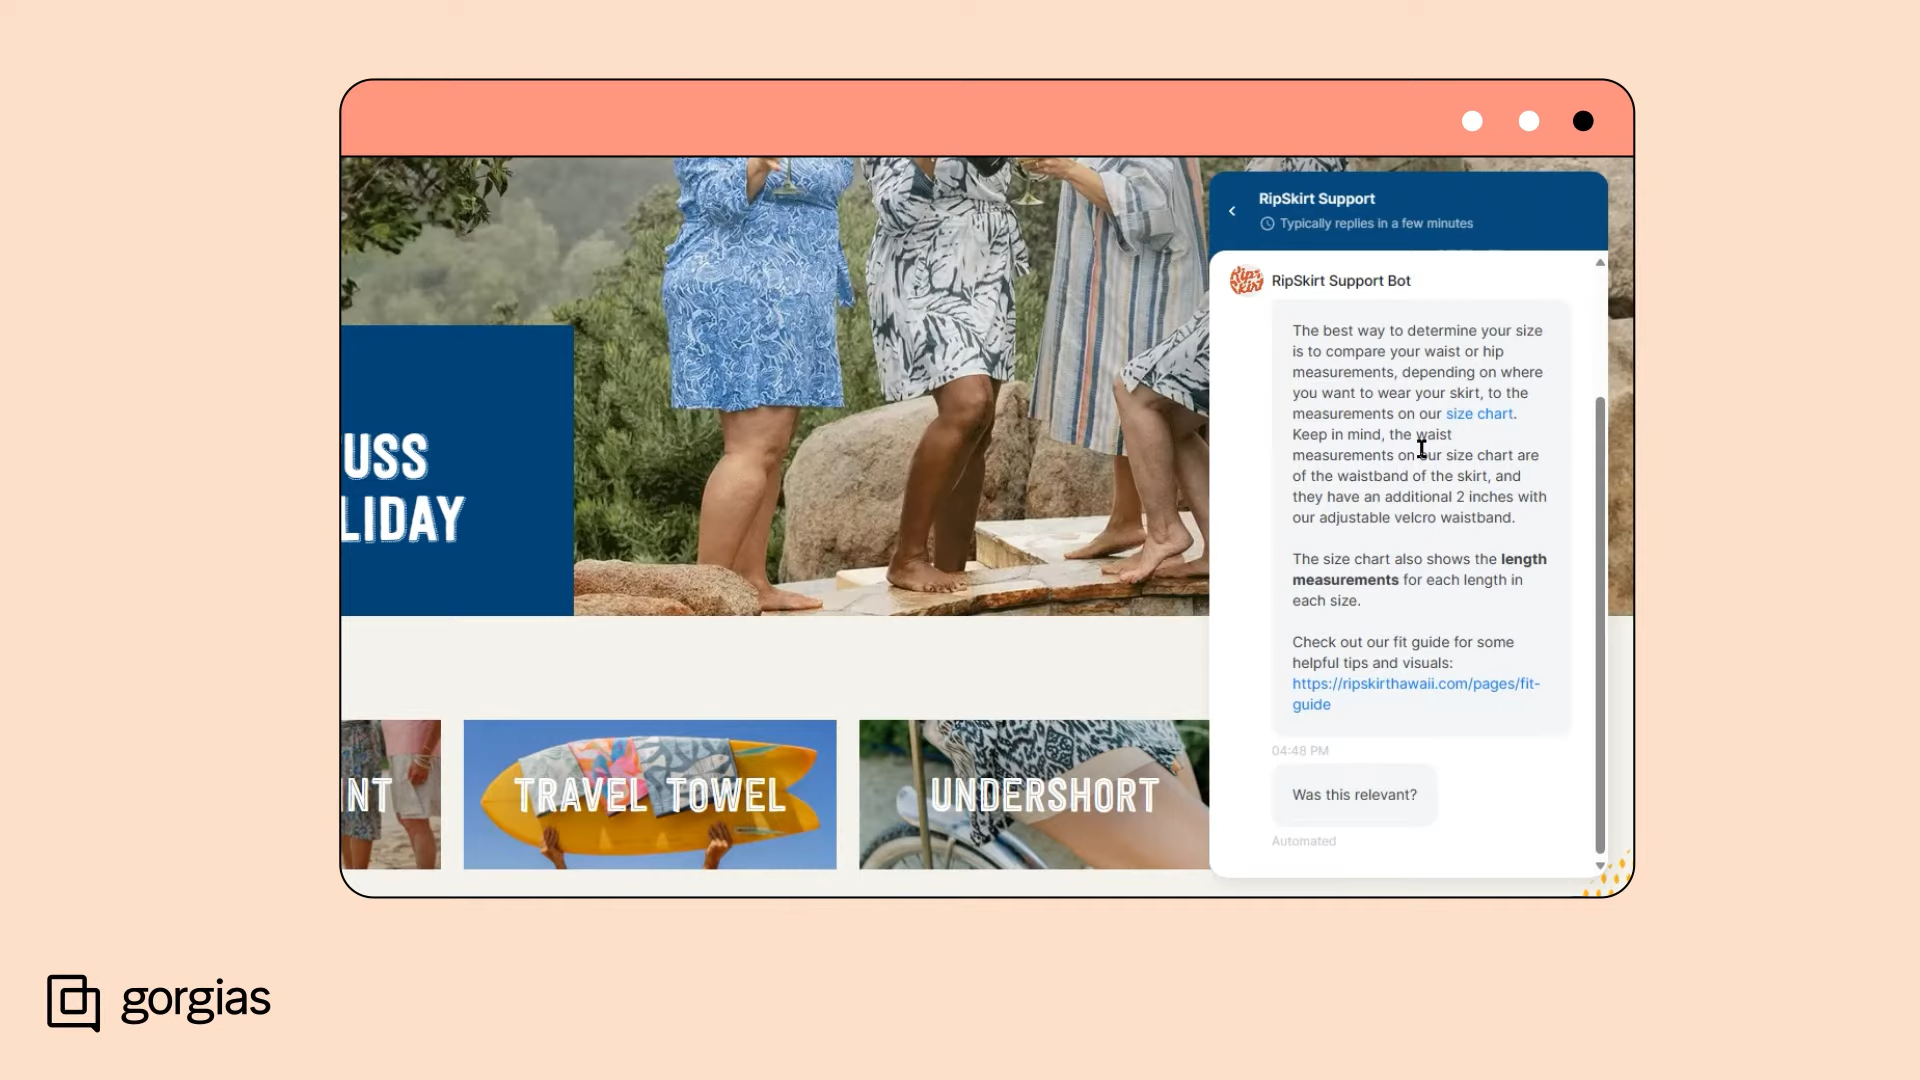 RipSkirt Support
Typically replies in a few minutes
RipSkirt Support Bot
The best way to determine your size
is to compare your waist or hip
measurements, depending on where
you want to wear your skirt, to the
measurements on our size chart.
Keep in mind, the waist
measurements on our size chart are
of the waistband of the skirt, and
they have an additional 2 inches with
our adjustable velcro waistband.
The size chart also shows the length
measurements for each length in
each size.
Check out our fit guide for some
helpful tips and visuals:
https://ripskirthawaii.com/pages/fit-
guide
04:48 PM
Was this relevant?
Automated
USS
LIDAY
NT
TRAVEL TOWEL
UNDERSHORT
gorgias